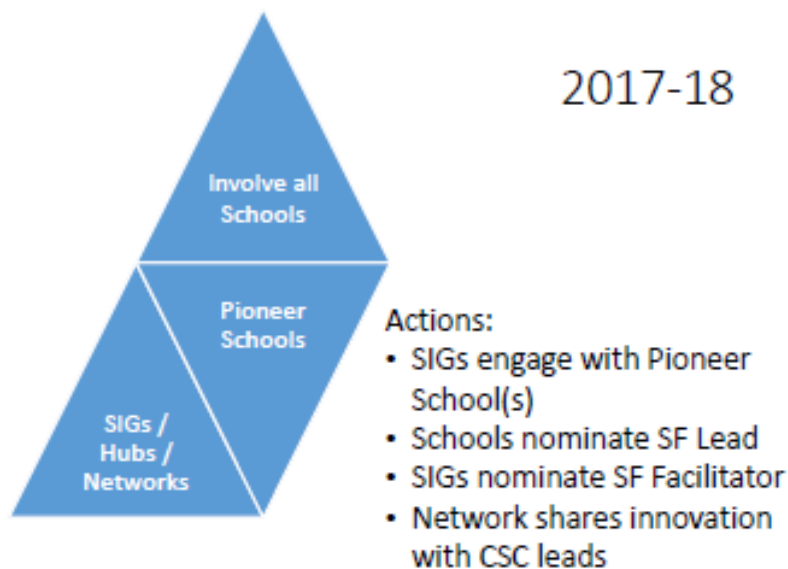 2017-18
Involve all
Schools
Pioneer
Schools
SIGs /
Hubs /
Networks
Actions:
• SIGs engage with Pioneer
School(s)
• Schools nominate SF Lead
• SIGs nominate SF Facilitator
• Network shares innovation
with CSC leads